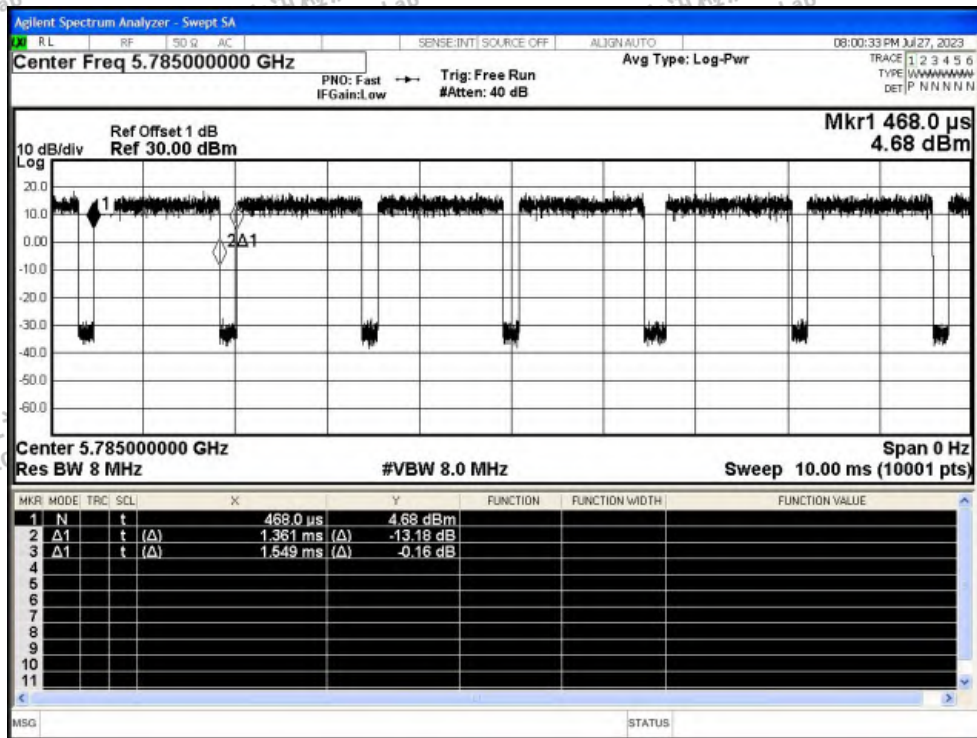 Agilent Spectrum Analyzer - Swept SA
LXI RL RF 50 Ω AC SENSE:INT SOURCE OFF ALIGN AUTO 08:00:33 PM Jul 27, 2023
Center Freq 5.785000000 GHz Avg Type: Log-Pwr TRACE 1 2 3 4 5 6
PNO: Fast Trig: Free Run TYPE WWWWWW
IFGain:Low #Atten: 40 dB DET P N N N N N
Mkr1 468.0 µs
4.68 dBm
Ref Offset 1 dB
10 dB/div Ref 30.00 dBm
Log
20.0
10.0
0.00
-10.0
-20.0
-30.0
-40.0
-50.0
-60.0
1
2Δ1
Center 5.785000000 GHz Span 0 Hz
Res BW 8 MHz #VBW 8.0 MHz Sweep 10.00 ms (10001 pts)
MKR MODE TRC SCL X Y FUNCTION FUNCTION WIDTH FUNCTION VALUE
1 N t 468.0 µs 4.68 dBm
2 Δ1 t (Δ) 1.361 ms (Δ) -13.18 dB
3 Δ1 t (Δ) 1.549 ms (Δ) -0.16 dB
4
5
6
7
8
9
10
11
MSG STATUS